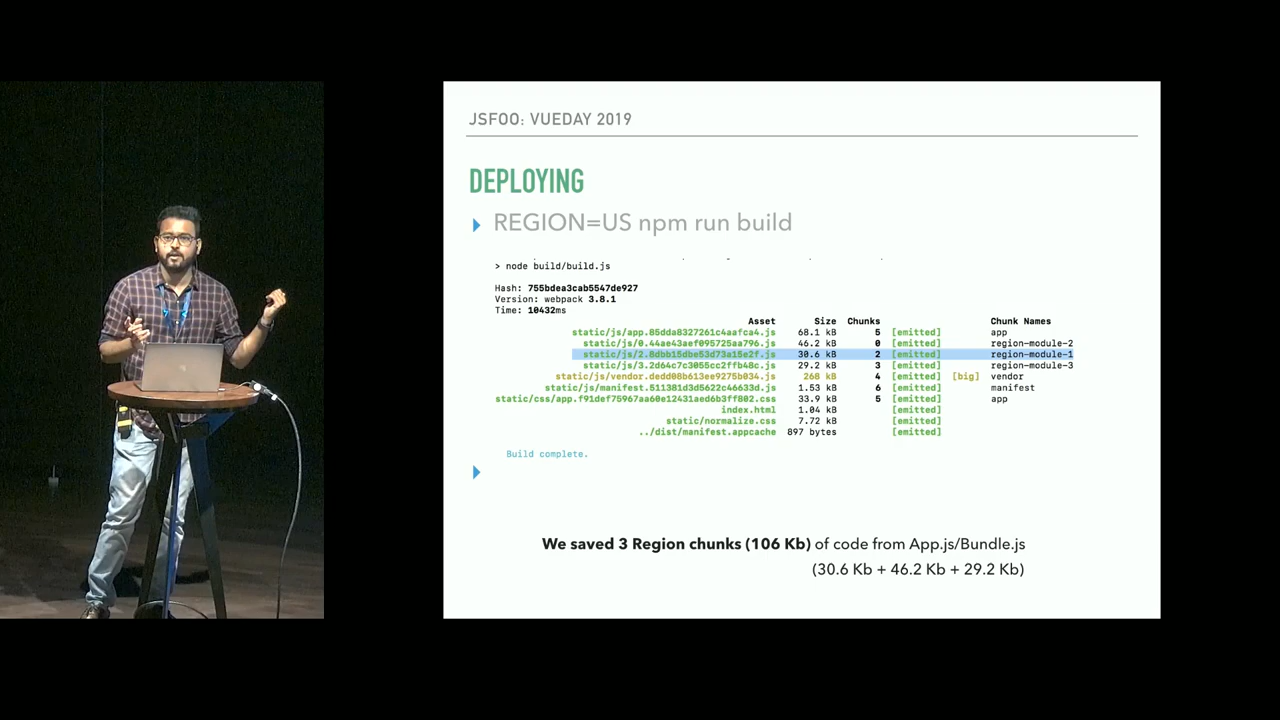 JSFOO: VUEDAY 2019
DEPLOYING
REGION=US npm run build
> node build/build.js
Hash: 755bdea3cab5547de927
Version: webpack 3.8.1
Time: 10432ms
Asset Size Chunks Chunk Names
static/js/app.85dda8327261c4aafca4.js 68.1 kB 5 [emitted] app
static/js/0.44ae43aef095725aa796.js 46.2 kB 0 [emitted] region-module-2
static/js/2.8dbb15dbe53d73a15e2f.js 30.6 kB 2 [emitted] region-module-1
static/js/3.2d64c7c3055cc2ffb48c.js 29.2 kB 3 [emitted] region-module-3
static/js/vendor.dedd08b613ee9275b034.js 268 kB 4 [emitted] [big] vendor
static/js/manifest.511381d3d5622c46633d.js 1.53 kB 6 [emitted] manifest
static/css/app.f91def75967aa60e12431aed6b3ff802.css 33.9 kB 5 [emitted] app
index.html 1.04 kB [emitted]
static/normalize.css 7.72 kB [emitted]
../dist/manifest.appcache 897 bytes [emitted]
Build complete.
We saved 3 Region chunks (106 Kb) of code from App.js/Bundle.js
(30.6 Kb + 46.2 Kb + 29.2 Kb)